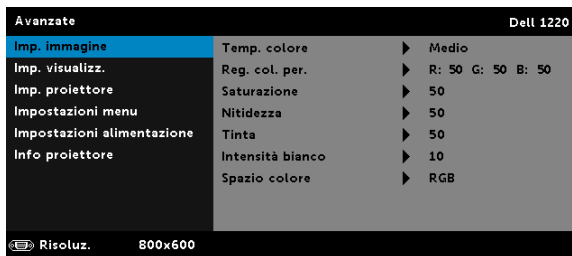 Avanzate Dell 1220
Imp. immagine Temp. colore Medio
Imp. visualizz. Reg. col. per. R: 50 G: 50 B: 50
Imp. proiettore Saturazione 50
Impostazioni menu Nitidezza 50
Impostazioni alimentazione Tinta 50
Info proiettore Intensità bianco 10
Spazio colore RGB
Risoluz. 800x600